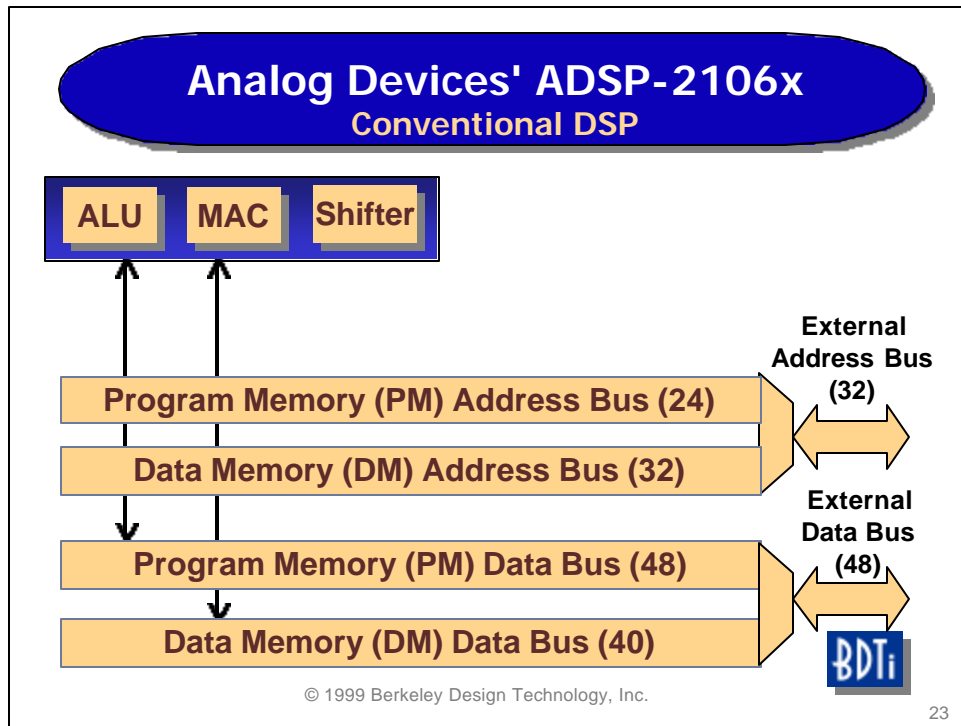 Analog Devices' ADSP-2106x
Conventional DSP
ALU
MAC
Shifter
External
Address Bus
(32)
Program Memory (PM) Address Bus (24)
Data Memory (DM) Address Bus (32)
External
Data Bus
(48)
Program Memory (PM) Data Bus (48)
Data Memory (DM) Data Bus (40)
BDTi
© 1999 Berkeley Design Technology, Inc.
23